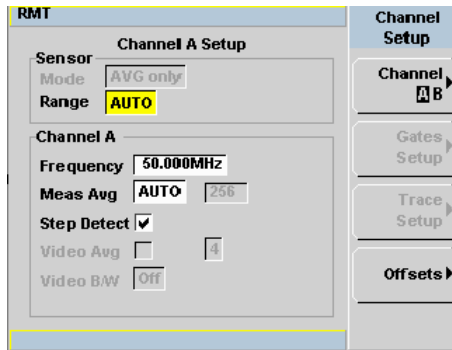 RMT
Channel A Setup
Sensor
Mode AVG only
Range AUTO
Channel A
Frequency 50.000MHz
Meas Avg AUTO 256
Step Detect
Video Avg 4
Video B/W Off
Channel Setup
Channel
A B
Gates
Setup
Trace
Setup
Offsets